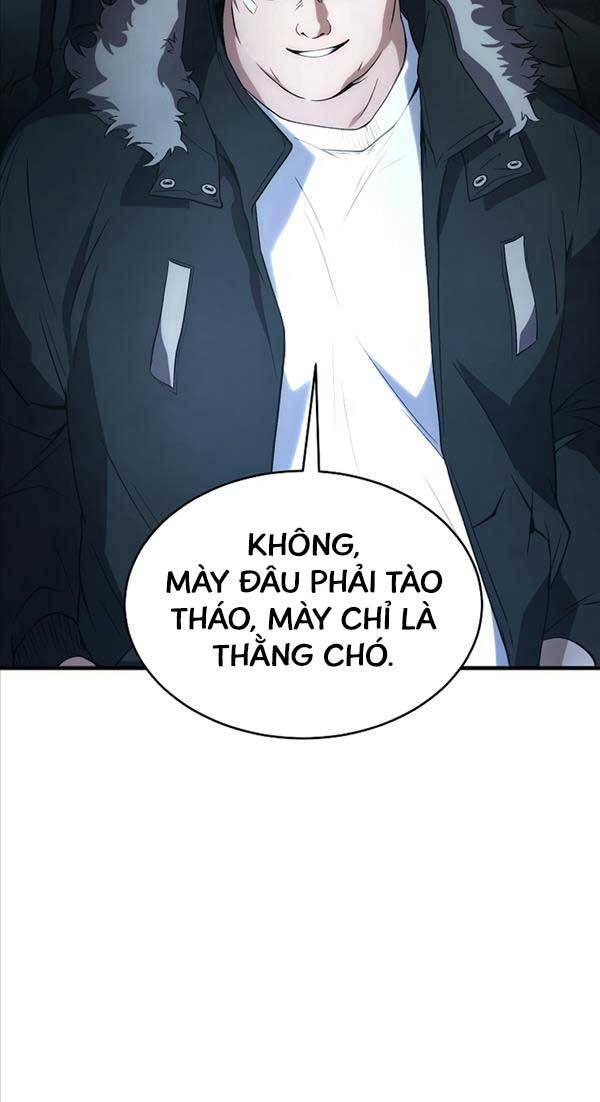 KHÔNG,
MÀY ĐÂU PHẢI TÀO
THÁO, MÀY CHỈ LÀ
THẰNG CHÓ.